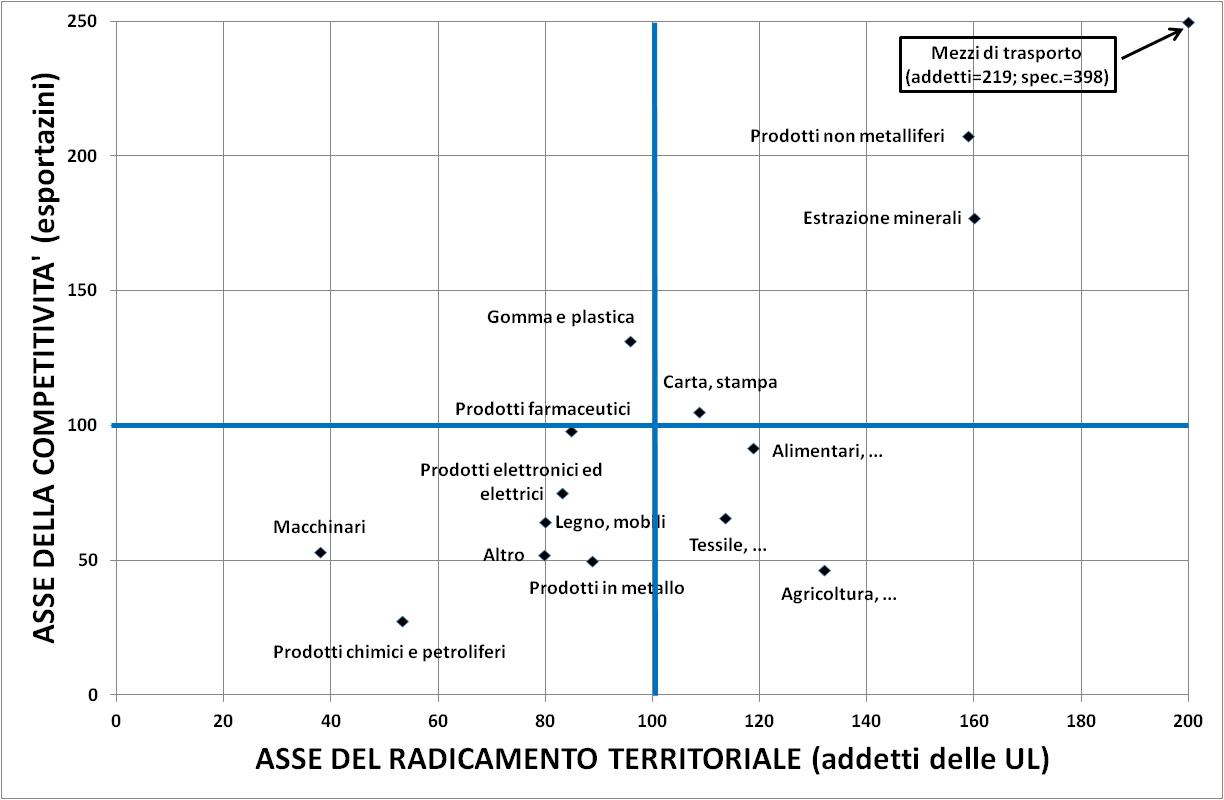 250
Mezzi di trasporto
(addetti=219; spec.=398)
Prodotti non metalliferi
200
Estrazione minerali
150
Gomma e plastica
Carta, stampa
Prodotti farmaceutici
100
Alimentari, ...
Prodotti elettronici ed
elettrici
Legno, mobili
Macchinari
Tessile, ...
Altro
50
Prodotti in metallo
Agricoltura, ...
Prodotti chimici e petroliferi
0
0 20 40 60 80 100 120 140 160 180 200
ASSE DELLA COMPETITIVITA' (esportazini)
ASSE DEL RADICAMENTO TERRITORIALE (addetti delle UL)